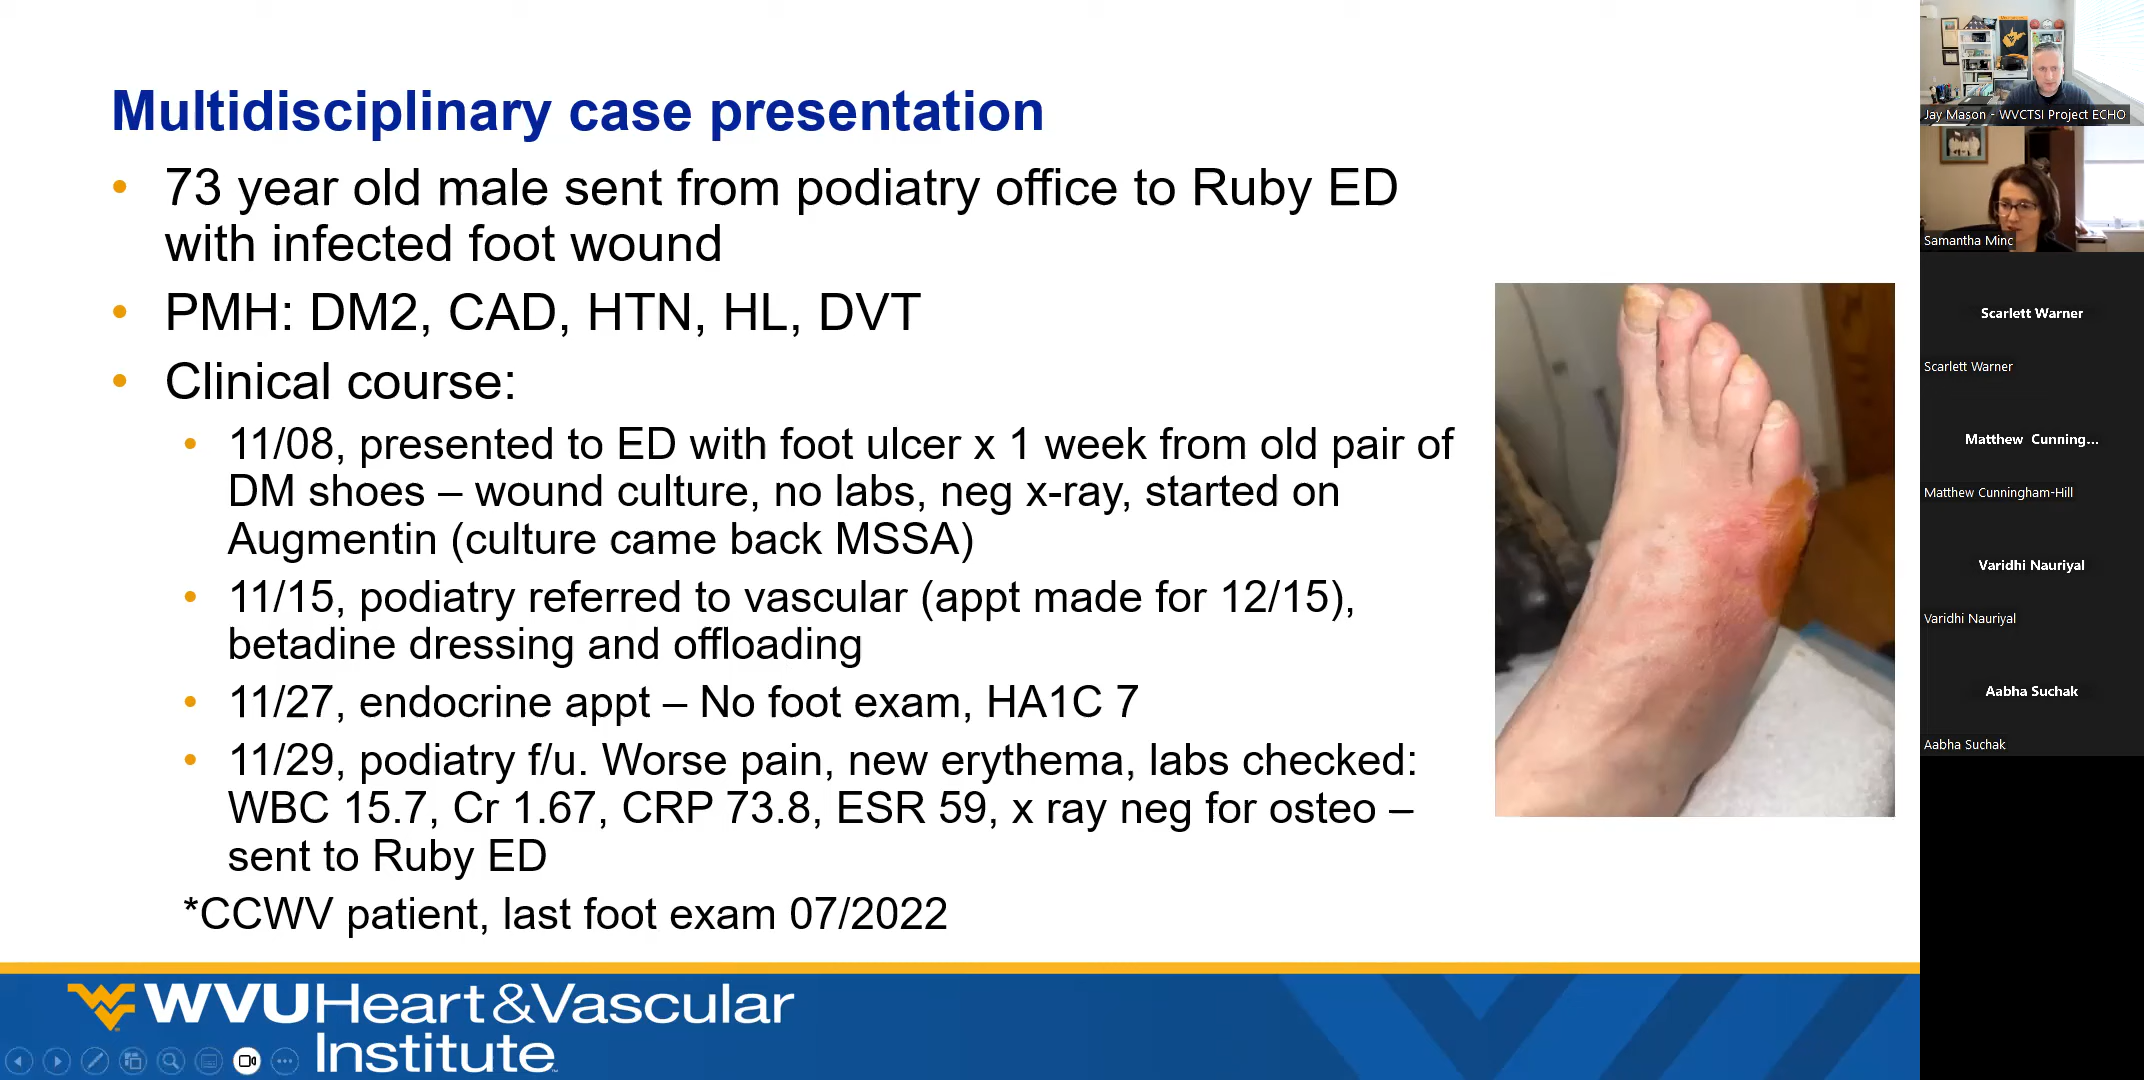 Multidisciplinary case presentation
• 73 year old male sent from podiatry office to Ruby ED
with infected foot wound
• PMH: DM2, CAD, HTN, HL, DVT
• Clinical course:
• 11/08, presented to ED with foot ulcer x 1 week from old pair of
DM shoes – wound culture, no labs, neg x-ray, started on
Augmentin (culture came back MSSA)
• 11/15, podiatry referred to vascular (appt made for 12/15),
betadine dressing and offloading
• 11/27, endocrine appt – No foot exam, HA1C 7
• 11/29, podiatry f/u. Worse pain, new erythema, labs checked:
WBC 15.7, Cr 1.67, CRP 73.8, ESR 59, x ray neg for osteo –
sent to Ruby ED
*CCWV patient, last foot exam 07/2022
WVUHeart&Vascular
Institute
Jay Mason - WVCTSI Project ECHO
Samantha Minc
Scarlett Warner
Scarlett Warner
Matthew Cunning...
Matthew Cunningham-Hill
Varidhi Nauriyal
Varidhi Nauriyal
Aabha Suchak
Aabha Suchak